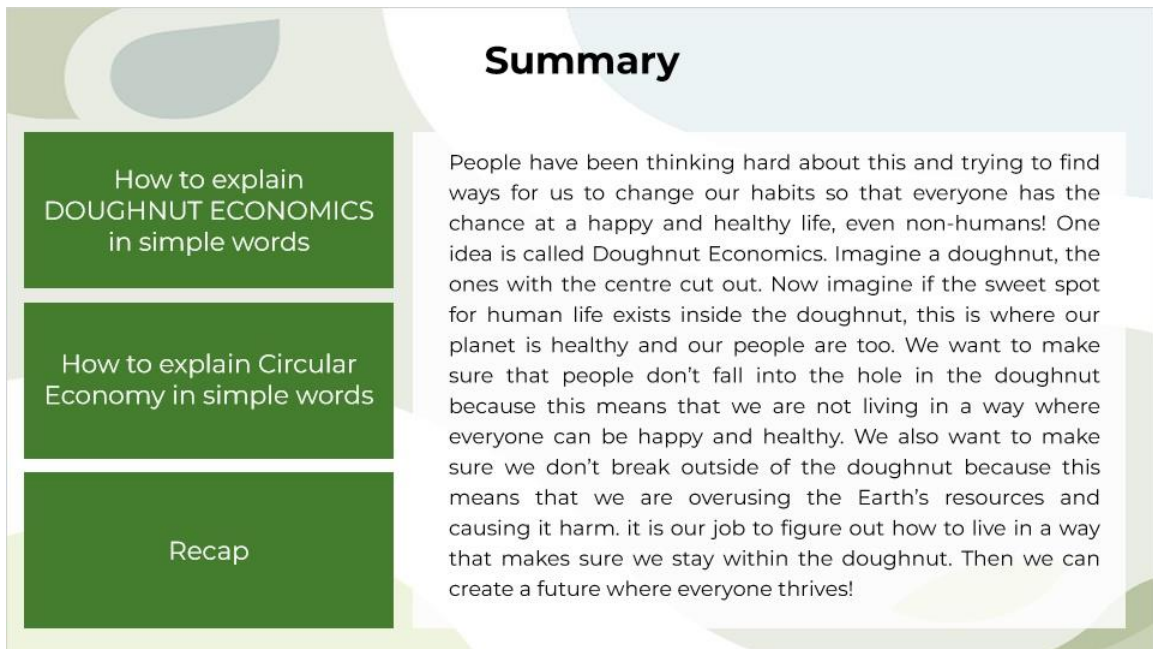 Summary
How to explain
DOUGHNUT ECONOMICS
in simple words
How to explain Circular
Economy in simple words
Recap
People have been thinking hard about this and trying to find
ways for us to change our habits so that everyone has the
chance at a happy and healthy life, even non-humans! One
idea is called Doughnut Economics. Imagine a doughnut, the
ones with the centre cut out. Now imagine if the sweet spot
for human life exists inside the doughnut, this is where our
planet is healthy and our people are too. We want to make
sure that people don’t fall into the hole in the doughnut
because this means that we are not living in a way where
everyone can be happy and healthy. We also want to make
sure we don’t break outside of the doughnut because this
means that we are overusing the Earth’s resources and
causing it harm. it is our job to figure out how to live in a way
that makes sure we stay within the doughnut. Then we can
create a future where everyone thrives!